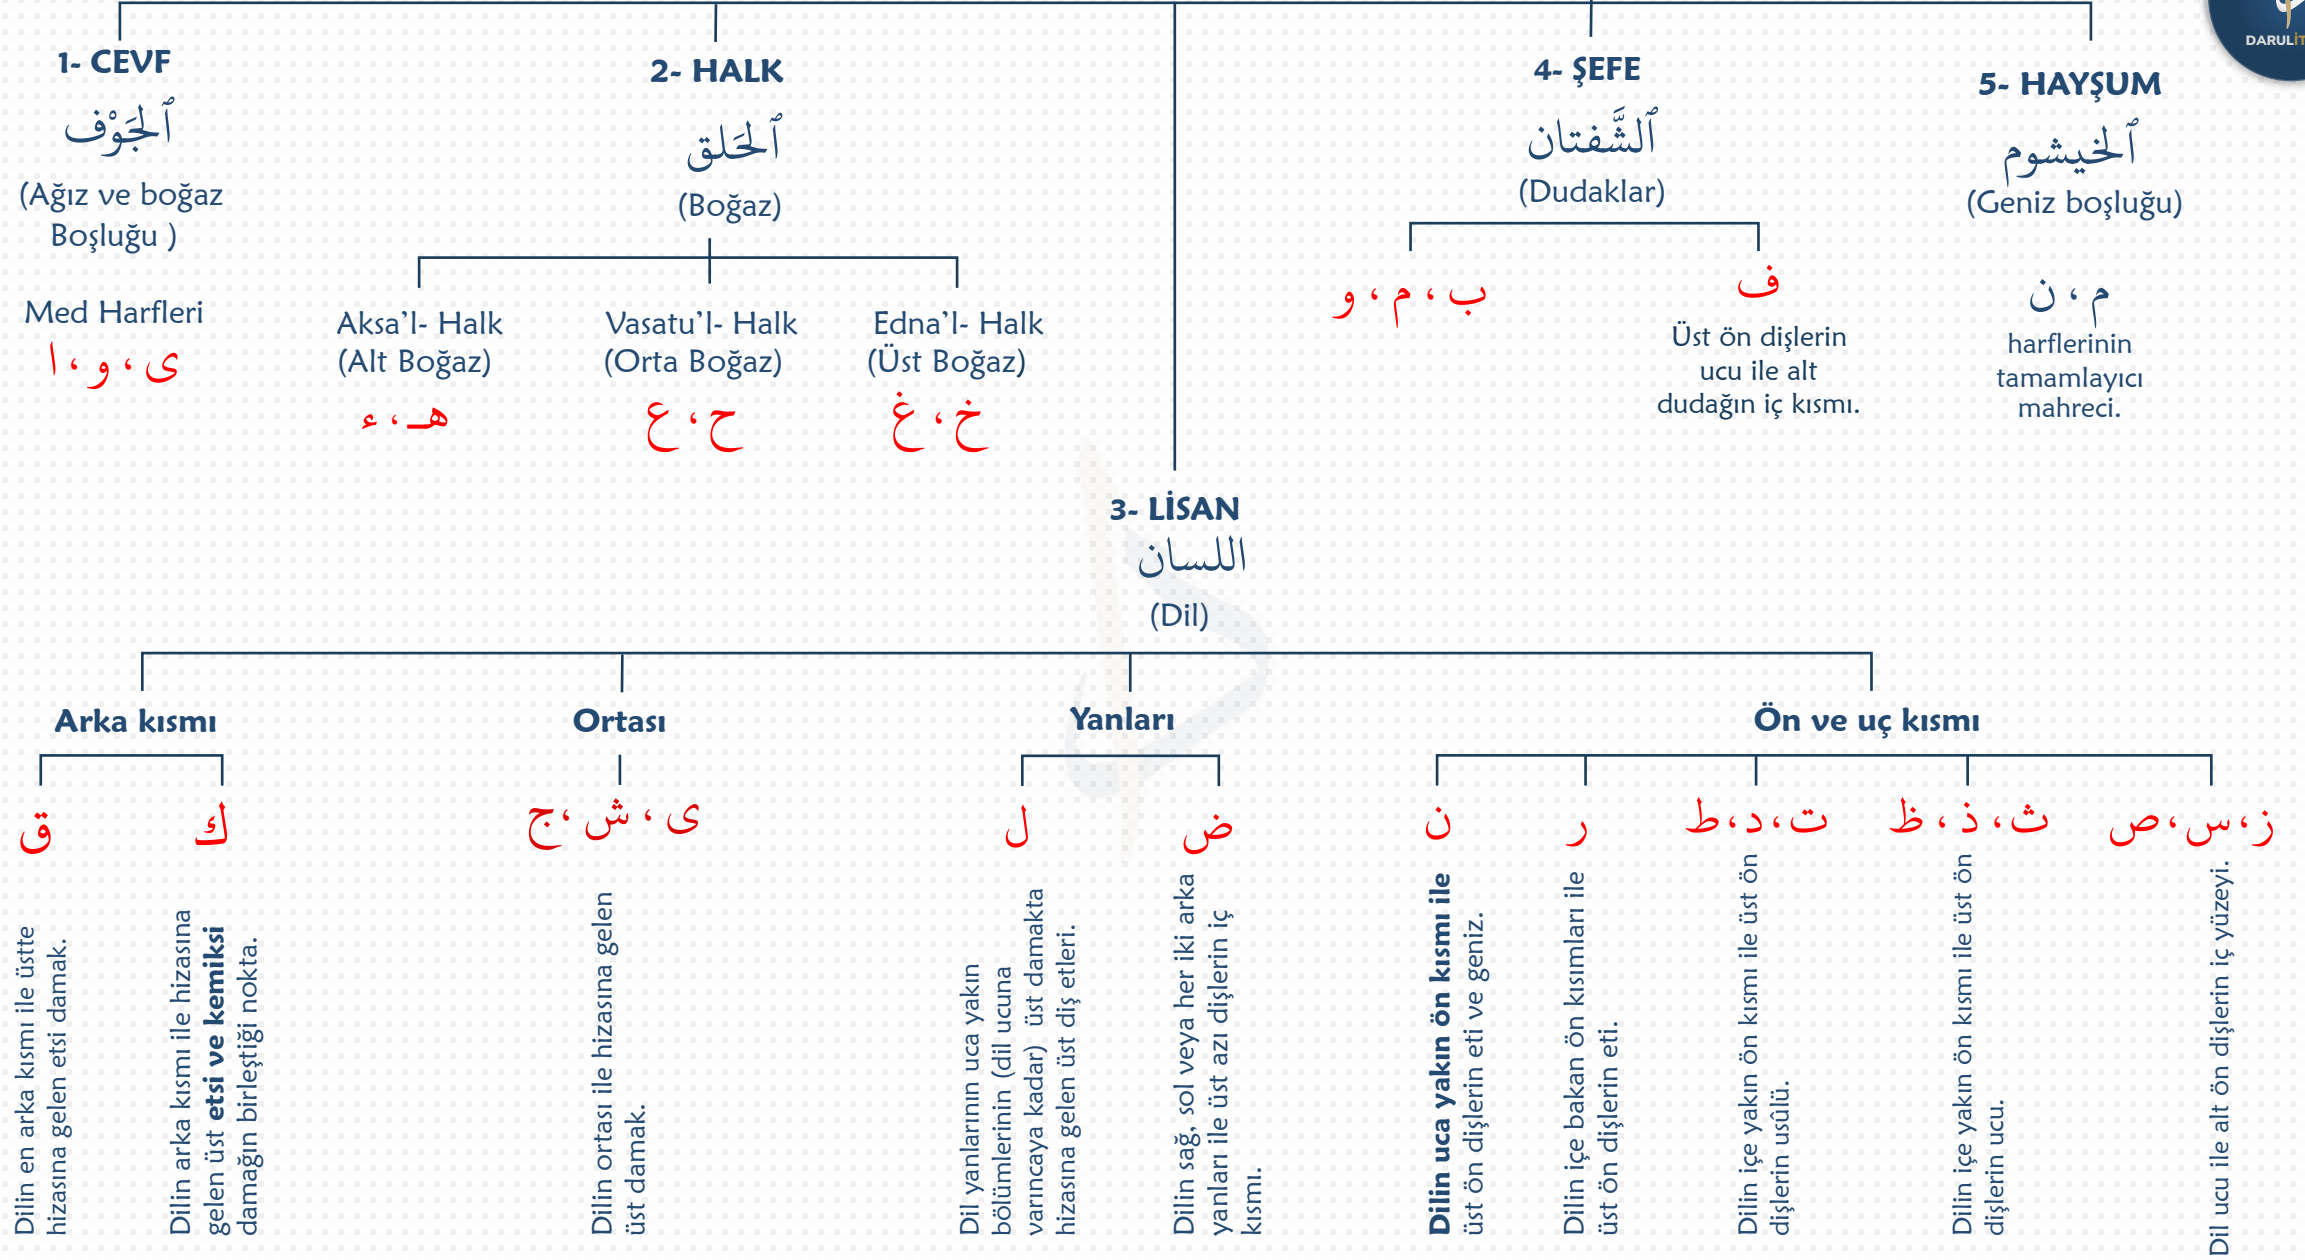 DARULİT
1- CEVF
ٱلْجَوْف
(Ağız ve boğaz
Boşluğu )
Med Harfleri
ى ، و ، ا
2- HALK
ٱلْحَلق
(Boğaz)
Aksa’l- Halk
(Alt Boğaz)
هـ ، ء
Vasatu’l- Halk
(Orta Boğaz)
ح ، ع
Edna’l- Halk
(Üst Boğaz)
خ ، غ
4- ŞEFE
ٱلشَّفتان
(Dudaklar)
ب ، م ، و
ف
Üst ön dişlerin
ucu ile alt
dudağın iç kısmı.
5- HAYŞUM
ٱلخيشوم
(Geniz boşluğu)
م ، ن
harflerinin
tamamlayıcı
mahreci.
3- LİSAN
اللسان
(Dil)
Arka kısmı
ق
Dilin en arka kısmı ile üstte
hizasına gelen etsi damak.
ك
Dilin arka kısmı ille hizasına
gelen üst etsi ve kemiksi
damağın birleştiği nokta.
Ortası
ى ، ش ، ج
Dilin ortası ile hizasına gelen
üst damak.
Yanları
ل
Dil yanlarının uca yakın
bölümlerinin (dil ucuna
varıncaya kadar) üst damakta
hizasına gelen üst diş etleri.
ض
Dilin sağ, sol veya her iki arka
yanları ile üst azı dişlerin iç
kısmı.
Ön ve uç kısmı
ن
Dilin uca yakın ön kısmı ile
üst ön dişlerin eti ve geniz.
ر
Dilin içe bakan ön kısımları ile
üst ön dişlerin eti.
ت ، د ، ط
Dilin içe yakın ön kısmı ile üst ön
dişlerin usûlü.
ث ، ذ ، ظ
Dilin içe yakın ön kısmı ile üst ön
dişlerin ucu.
ز ، س ، ص
Dil ucu ile alt ön dişlerin iç yüzeyi.